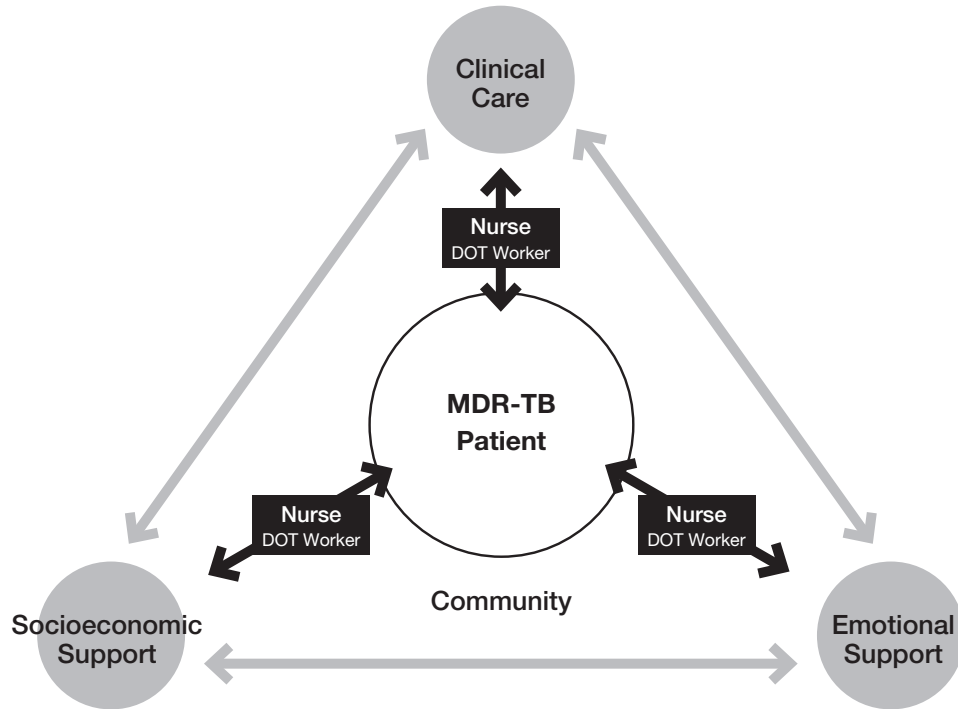 Clinical
Care
Nurse
DOT Worker
MDR-TB
Patient
Nurse
DOT Worker
Nurse
DOT Worker
Community
Socioeconomic
Support
Emotional
Support